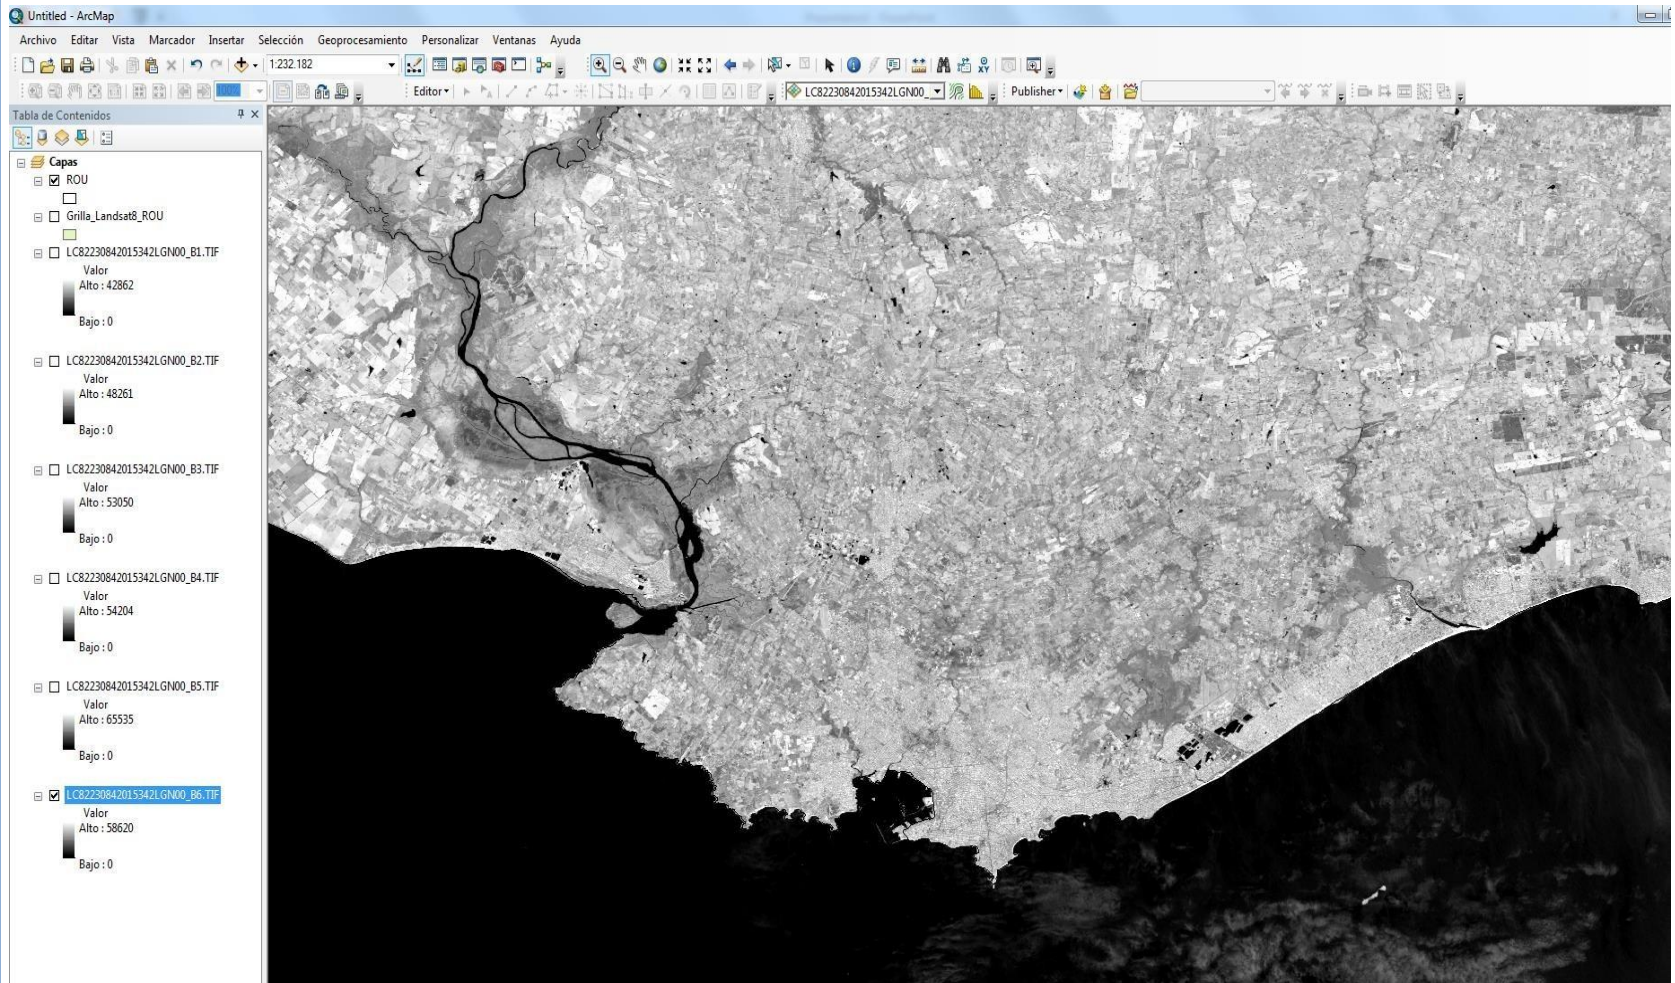 Untitled - ArcMap
Archivo Editar Vista Marcador Insertar Selección Geoprocesamiento Personalizar Ventanas Ayuda
1:232.182
100%
Editor
LC82230842015342LGN00_
Publisher
Tabla de Contenidos
Capas
ROU
Grilla_Landsat8_ROU
LC82230842015342LGN00_B1.TIF
Valor
Alto : 42862
Bajo : 0
LC82230842015342LGN00_B2.TIF
Valor
Alto : 48261
Bajo : 0
LC82230842015342LGN00_B3.TIF
Valor
Alto : 53050
Bajo : 0
LC82230842015342LGN00_B4.TIF
Valor
Alto : 54204
Bajo : 0
LC82230842015342LGN00_B5.TIF
Valor
Alto : 65535
Bajo : 0
LC82230842015342LGN00_B6.TIF
Valor
Alto : 58620
Bajo : 0